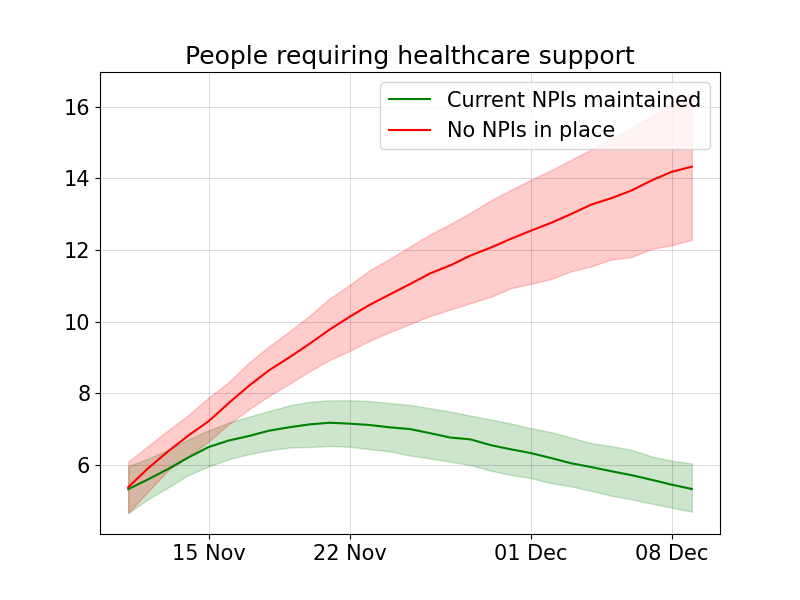 People requiring healthcare support
Current NPIs maintained
No NPIs in place
16
14
12
10
8
6
15 Nov
22 Nov
01 Dec
08 Dec